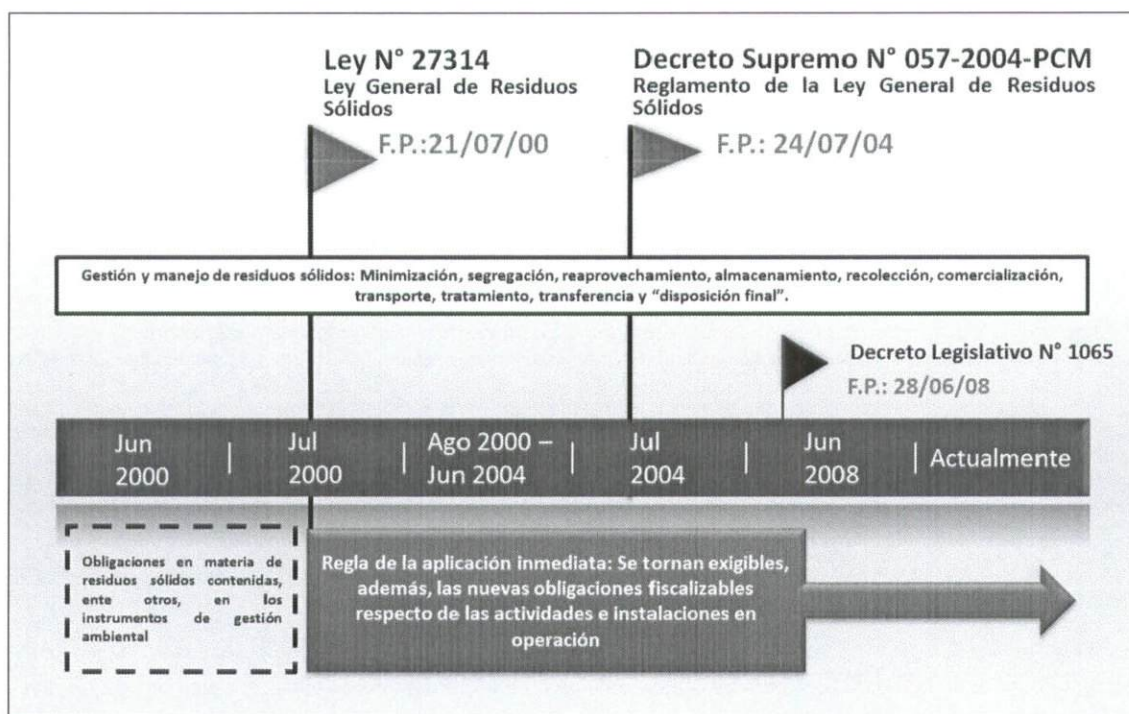 Ley N° 27314
Ley General de Residuos
Sólidos
F.P.:21/07/00
Decreto Supremo N° 057-2004-PCM
Reglamento de la Ley General de Residuos
Sólidos
F.P.: 24/07/04
Gestión y manejo de residuos sólidos: Minimización, segregación, reaprovechamiento, almacenamiento, recolección, comercialización,
transporte, tratamiento, transferencia y “disposición final”.
Decreto Legislativo N° 1065
F.P.: 28/06/08
Jun
2000
Jul
2000
Ago 2000 –
Jun 2004
Jul
2004
Jun
2008
Actualmente
Obligaciones en materia de
residuos sólidos contenidas,
ente otros, en los
instrumentos de gestión
ambiental
Regla de la aplicación inmediata: Se tornan exigibles,
además, las nuevas obligaciones fiscalizables
respecto de las actividades e instalaciones en
operación